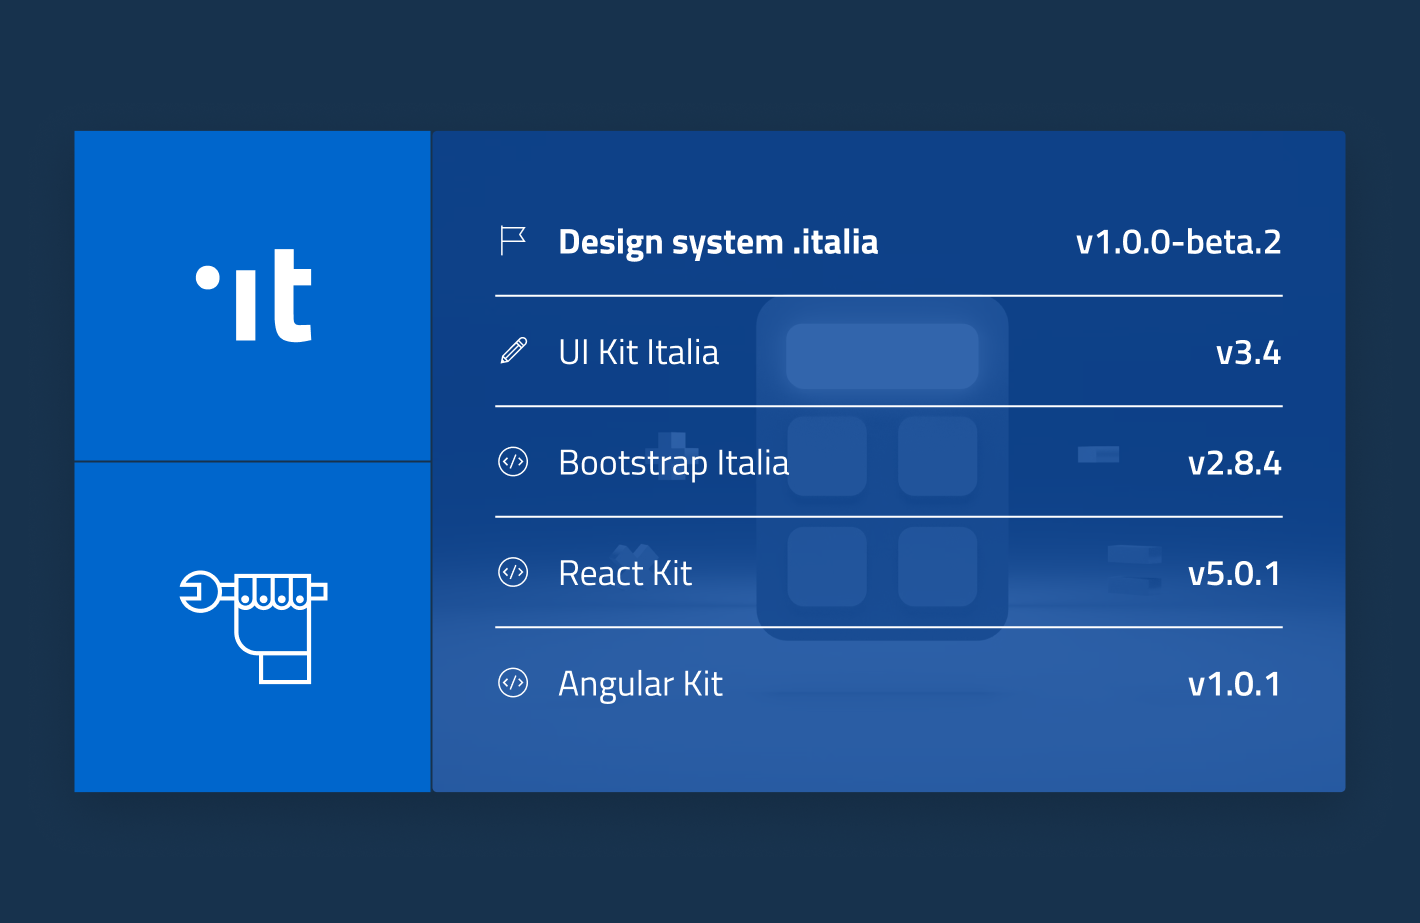 ·it
Design system .italia v1.0.0-beta.2
UI Kit Italia v3.4
Bootstrap Italia v2.8.4
React Kit v5.0.1
Angular Kit v1.0.1